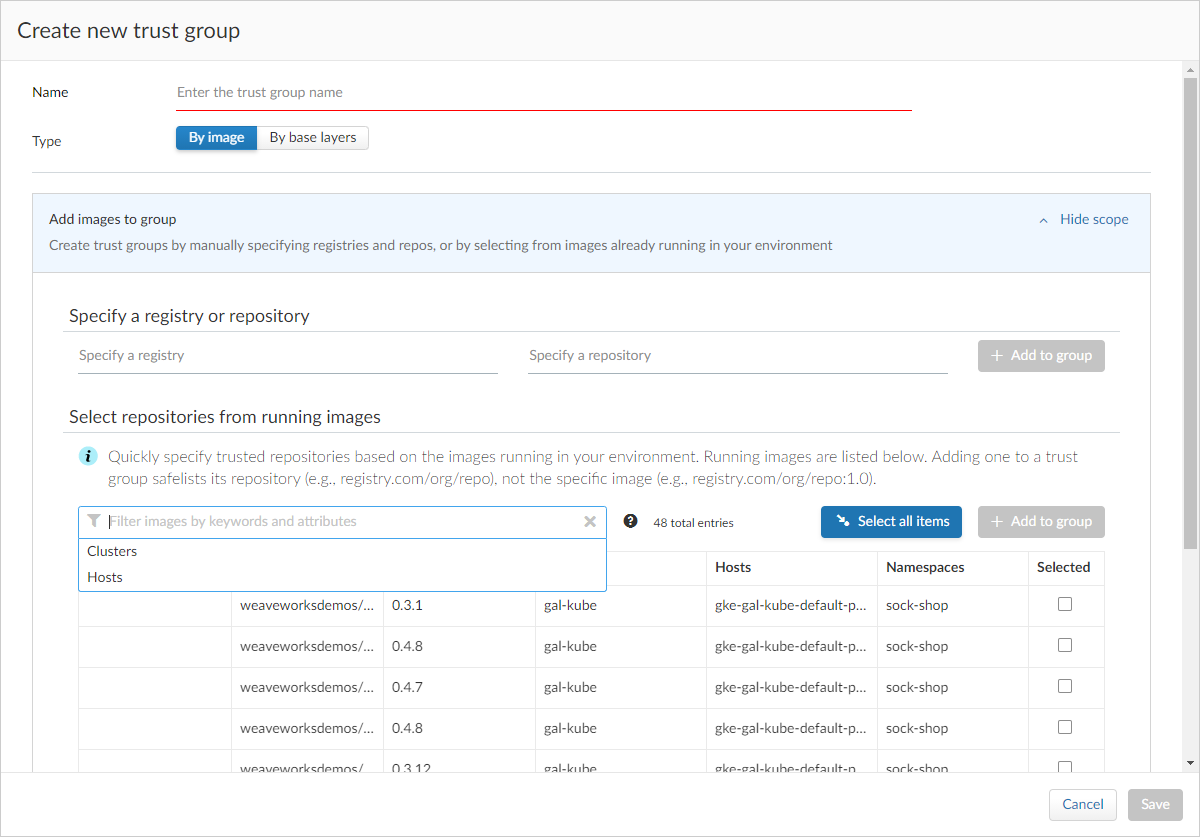 Create new trust group
Name
Enter the trust group name
Type
By image
By base layers
Add images to group
Hide scope
Create trust groups by manually specifying registries and repos, or by selecting from images already running in your environment
Specify a registry or repository
Specify a registry
Specify a repository
+ Add to group
Select repositories from running images
Quickly specify trusted repositories based on the images running in your environment. Running images are listed below. Adding one to a trust
group safelists its repository (e.g., registry.com/org/repo), not the specific image (e.g., registry.com/org/repo:1.0).
Filter images by keywords and attributes
48 total entries
Select all items
+ Add to group
Clusters
Hosts
Hosts
Namespaces
Selected
weaveworksdemos/...
0.3.1
gal-kube
gke-gal-kube-default-p...
sock-shop
weaveworksdemos/...
0.4.8
gal-kube
gke-gal-kube-default-p...
sock-shop
weaveworksdemos/...
0.4.7
gal-kube
gke-gal-kube-default-p...
sock-shop
weaveworksdemos/...
0.4.8
gal-kube
gke-gal-kube-default-p...
sock-shop
weaveworksdemos/
0.3.12
gal-kube
gke-gal-kube-default-p
sock-shop
Cancel
Save